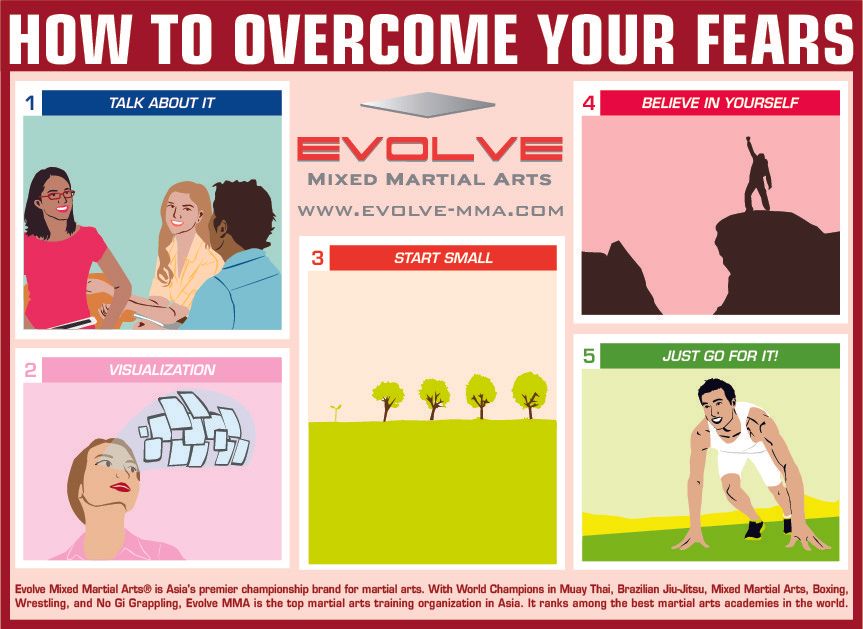 HOW TO OVERCOME YOUR FEARS
1 TALK ABOUT IT
2 VISUALIZATION
EVOLVE
MIXED MARTIAL ARTS
WWW.EVOLVE-MMA.COM
3 START SMALL
4 BELIEVE IN YOURSELF
5 JUST GO FOR IT!
Evolve Mixed Martial Arts® is Asia's premier championship brand for martial arts. With World Champions in Muay Thai, Brazilian Jiu-Jitsu, Mixed Martial Arts, Boxing,
Wrestling, and No Gi Grappling, Evolve MMA is the top martial arts training organization in Asia. It ranks among the best martial arts academies in the world.